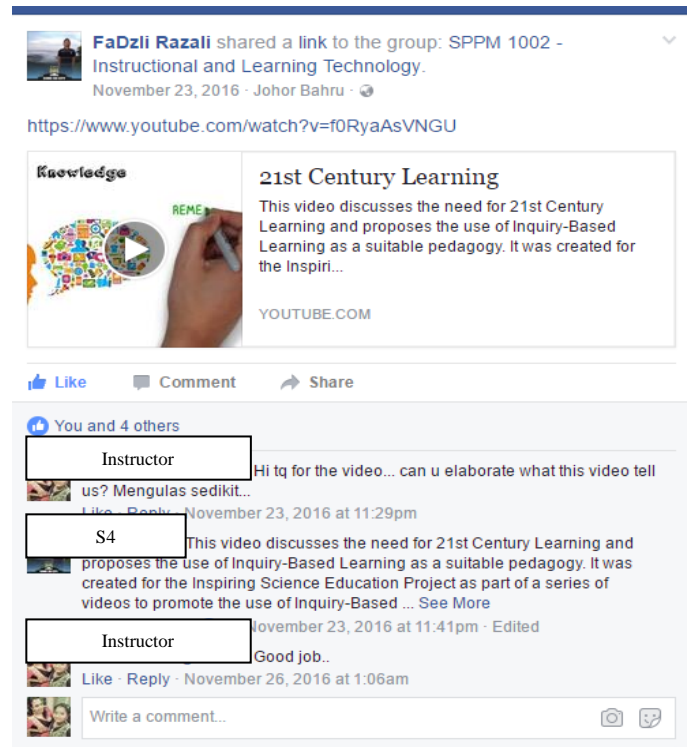 FaDzli Razali shared a link to the group: SPPM 1002 -
Instructional and Learning Technology.
November 23, 2016 · Johor Bahru ·
https://www.youtube.com/watch?v=f0RyaAsVNGU
Knowledge
REME
21st Century Learning
This video discusses the need for 21st Century
Learning and proposes the use of Inquiry-Based
Learning as a suitable pedagogy. It was created for
the Inspiri...
YOUTUBE.COM
Like Comment Share
You and 4 others
Instructor
Hi tq for the video... can u elaborate what this video tell
us? Mengulas sedikit...
Like · Reply · November 23, 2016 at 11:29pm
S4
This video discusses the need for 21st Century Learning and
proposes the use of Inquiry-Based Learning as a suitable pedagogy. It was
created for the Inspiring Science Education Project as part of a series of
videos to promote the use of Inquiry-Based ... See More
November 23, 2016 at 11:41pm · Edited
Instructor
Good job..
Like · Reply · November 26, 2016 at 1:06am
Write a comment...